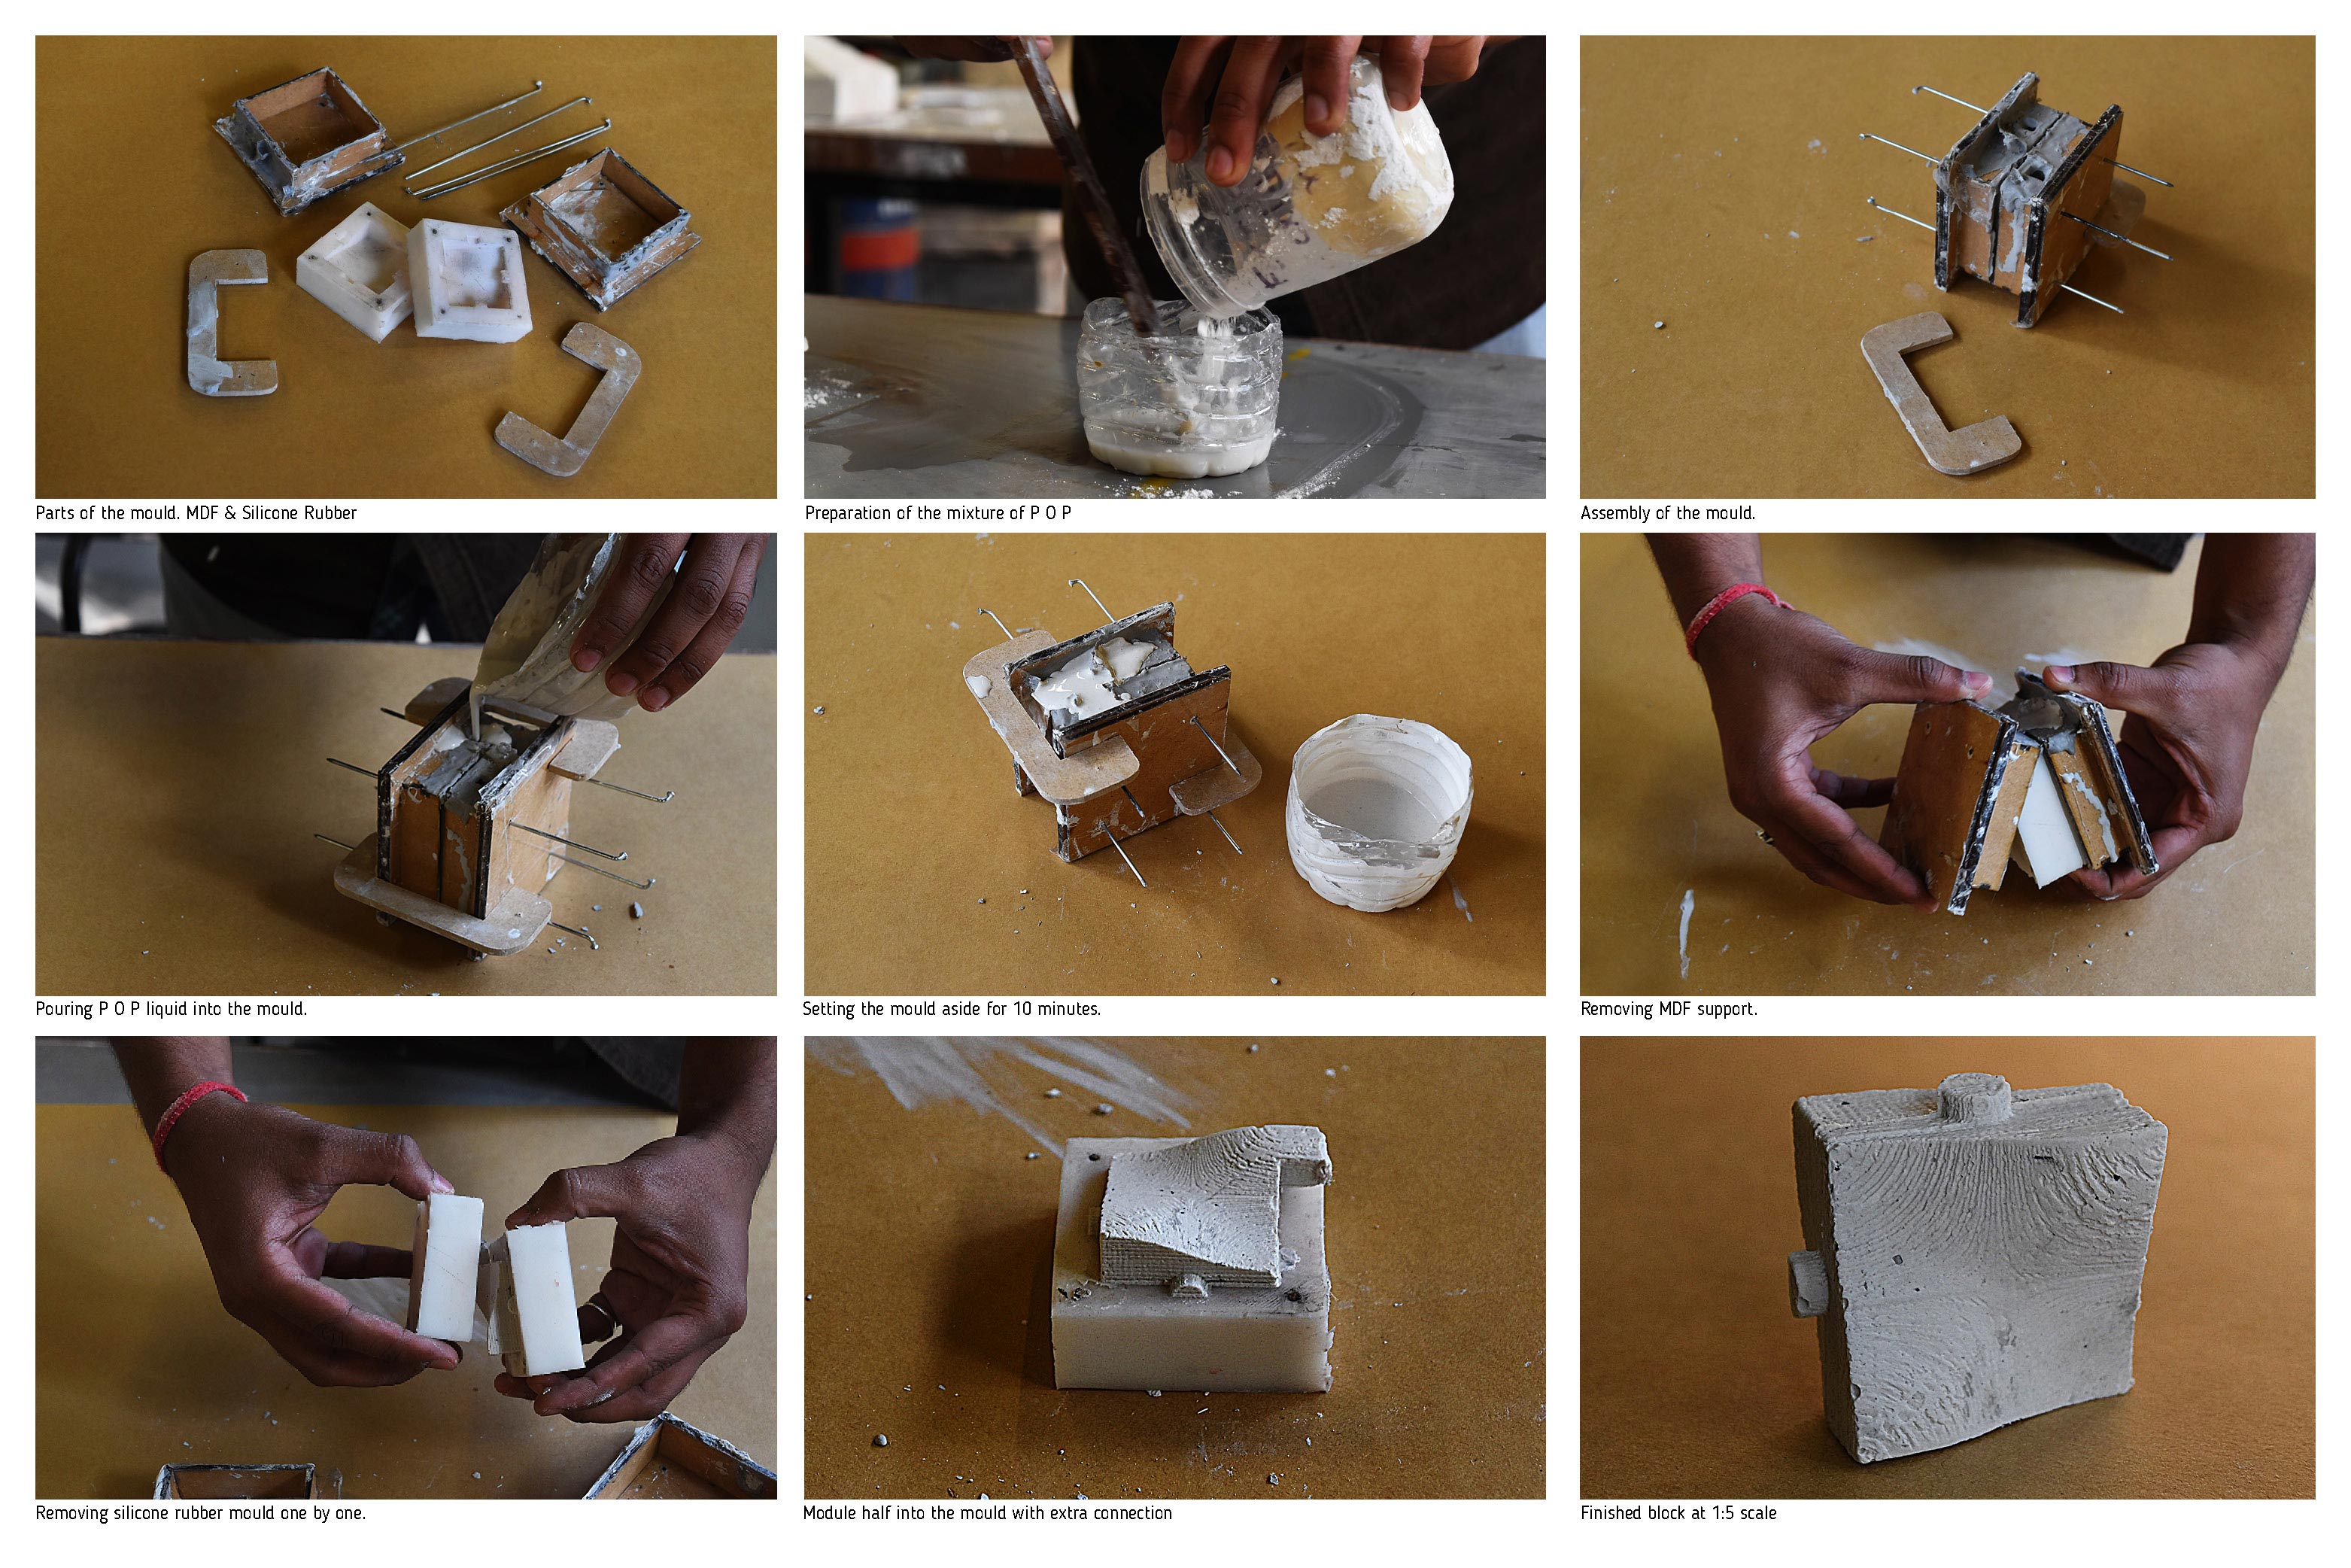 Parts of the mould. MDF & Silicone Rubber
Preparation of the mixture of P O P
Assembly of the mould.
Pouring P O P liquid into the mould.
Setting the mould aside for 10 minutes.
Removing MDF support.
Removing silicone rubber mould one by one.
Module half into the mould with extra connection
Finished block at 1:5 scale